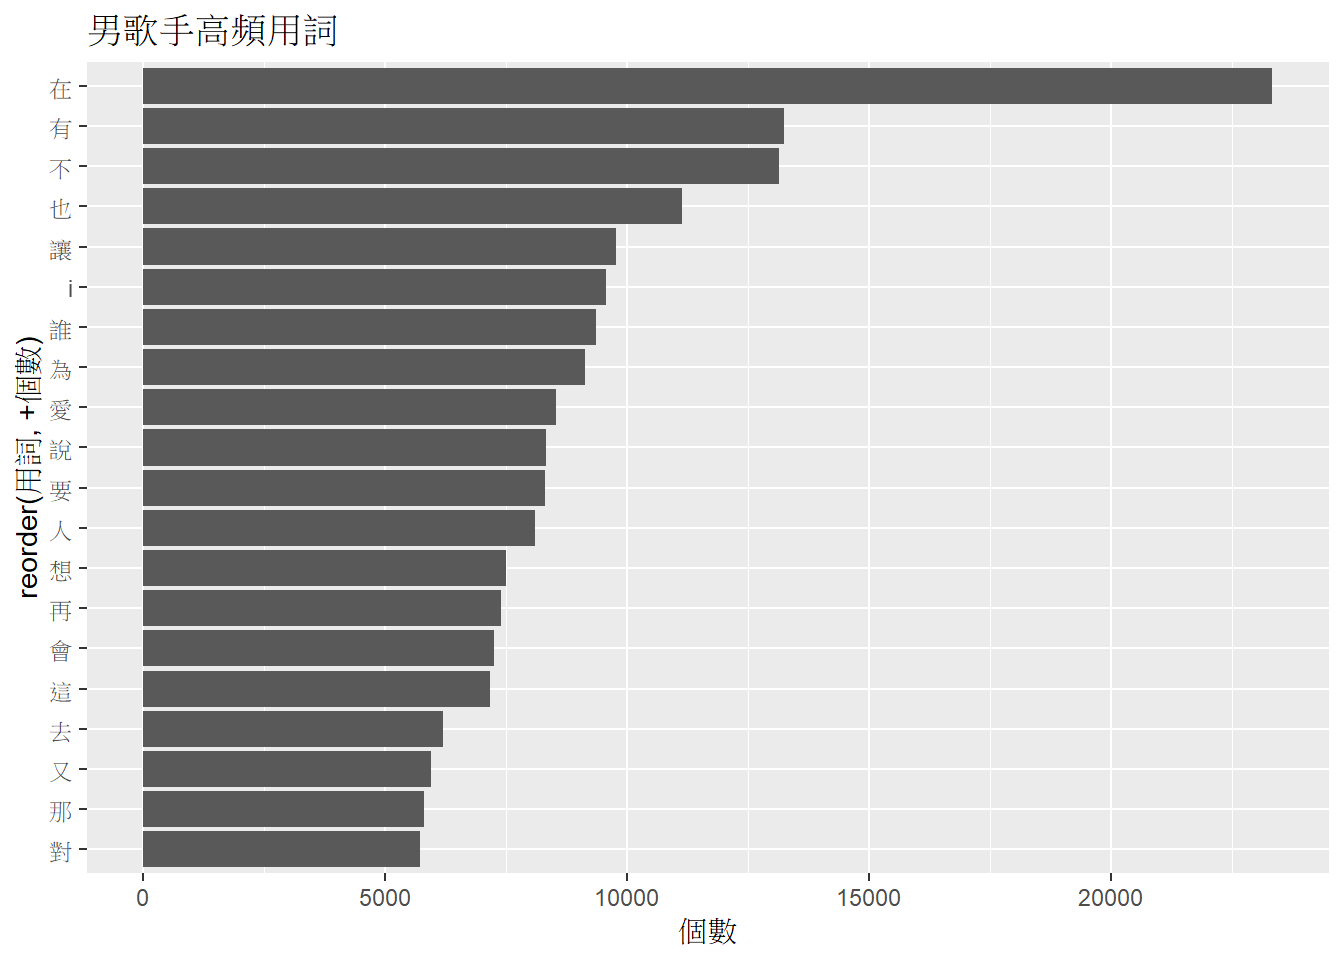 男歌手高頻用詞
reorder(用詞, +個數)
在
有
不
也
讓
i
誰
為
愛
說
要
人
想
再
會
這
去
又
那
對
0 5000 10000 15000 20000
個數